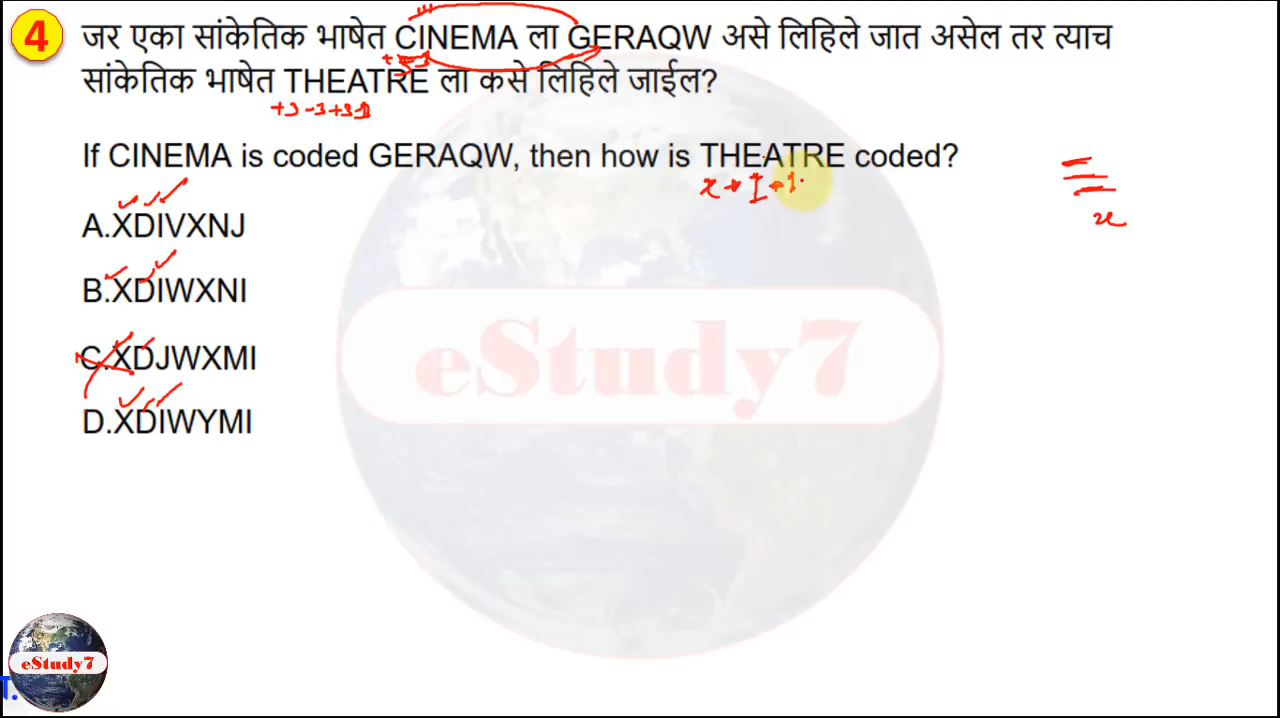 4
जर एका सांकेतिक भाषेत CINEMA ला GERAQW असे लिहिले जात असेल तर त्याच
सांकेतिक भाषेत THEATRE ला कसे लिहिले जाईल?
If CINEMA is coded GERAQW, then how is THEATRE coded?
A.XDIVXNJ
B.XDIWXNI
C.XDJWXMI
D.XDIWYMI
eStudy7
eStudy7
T.